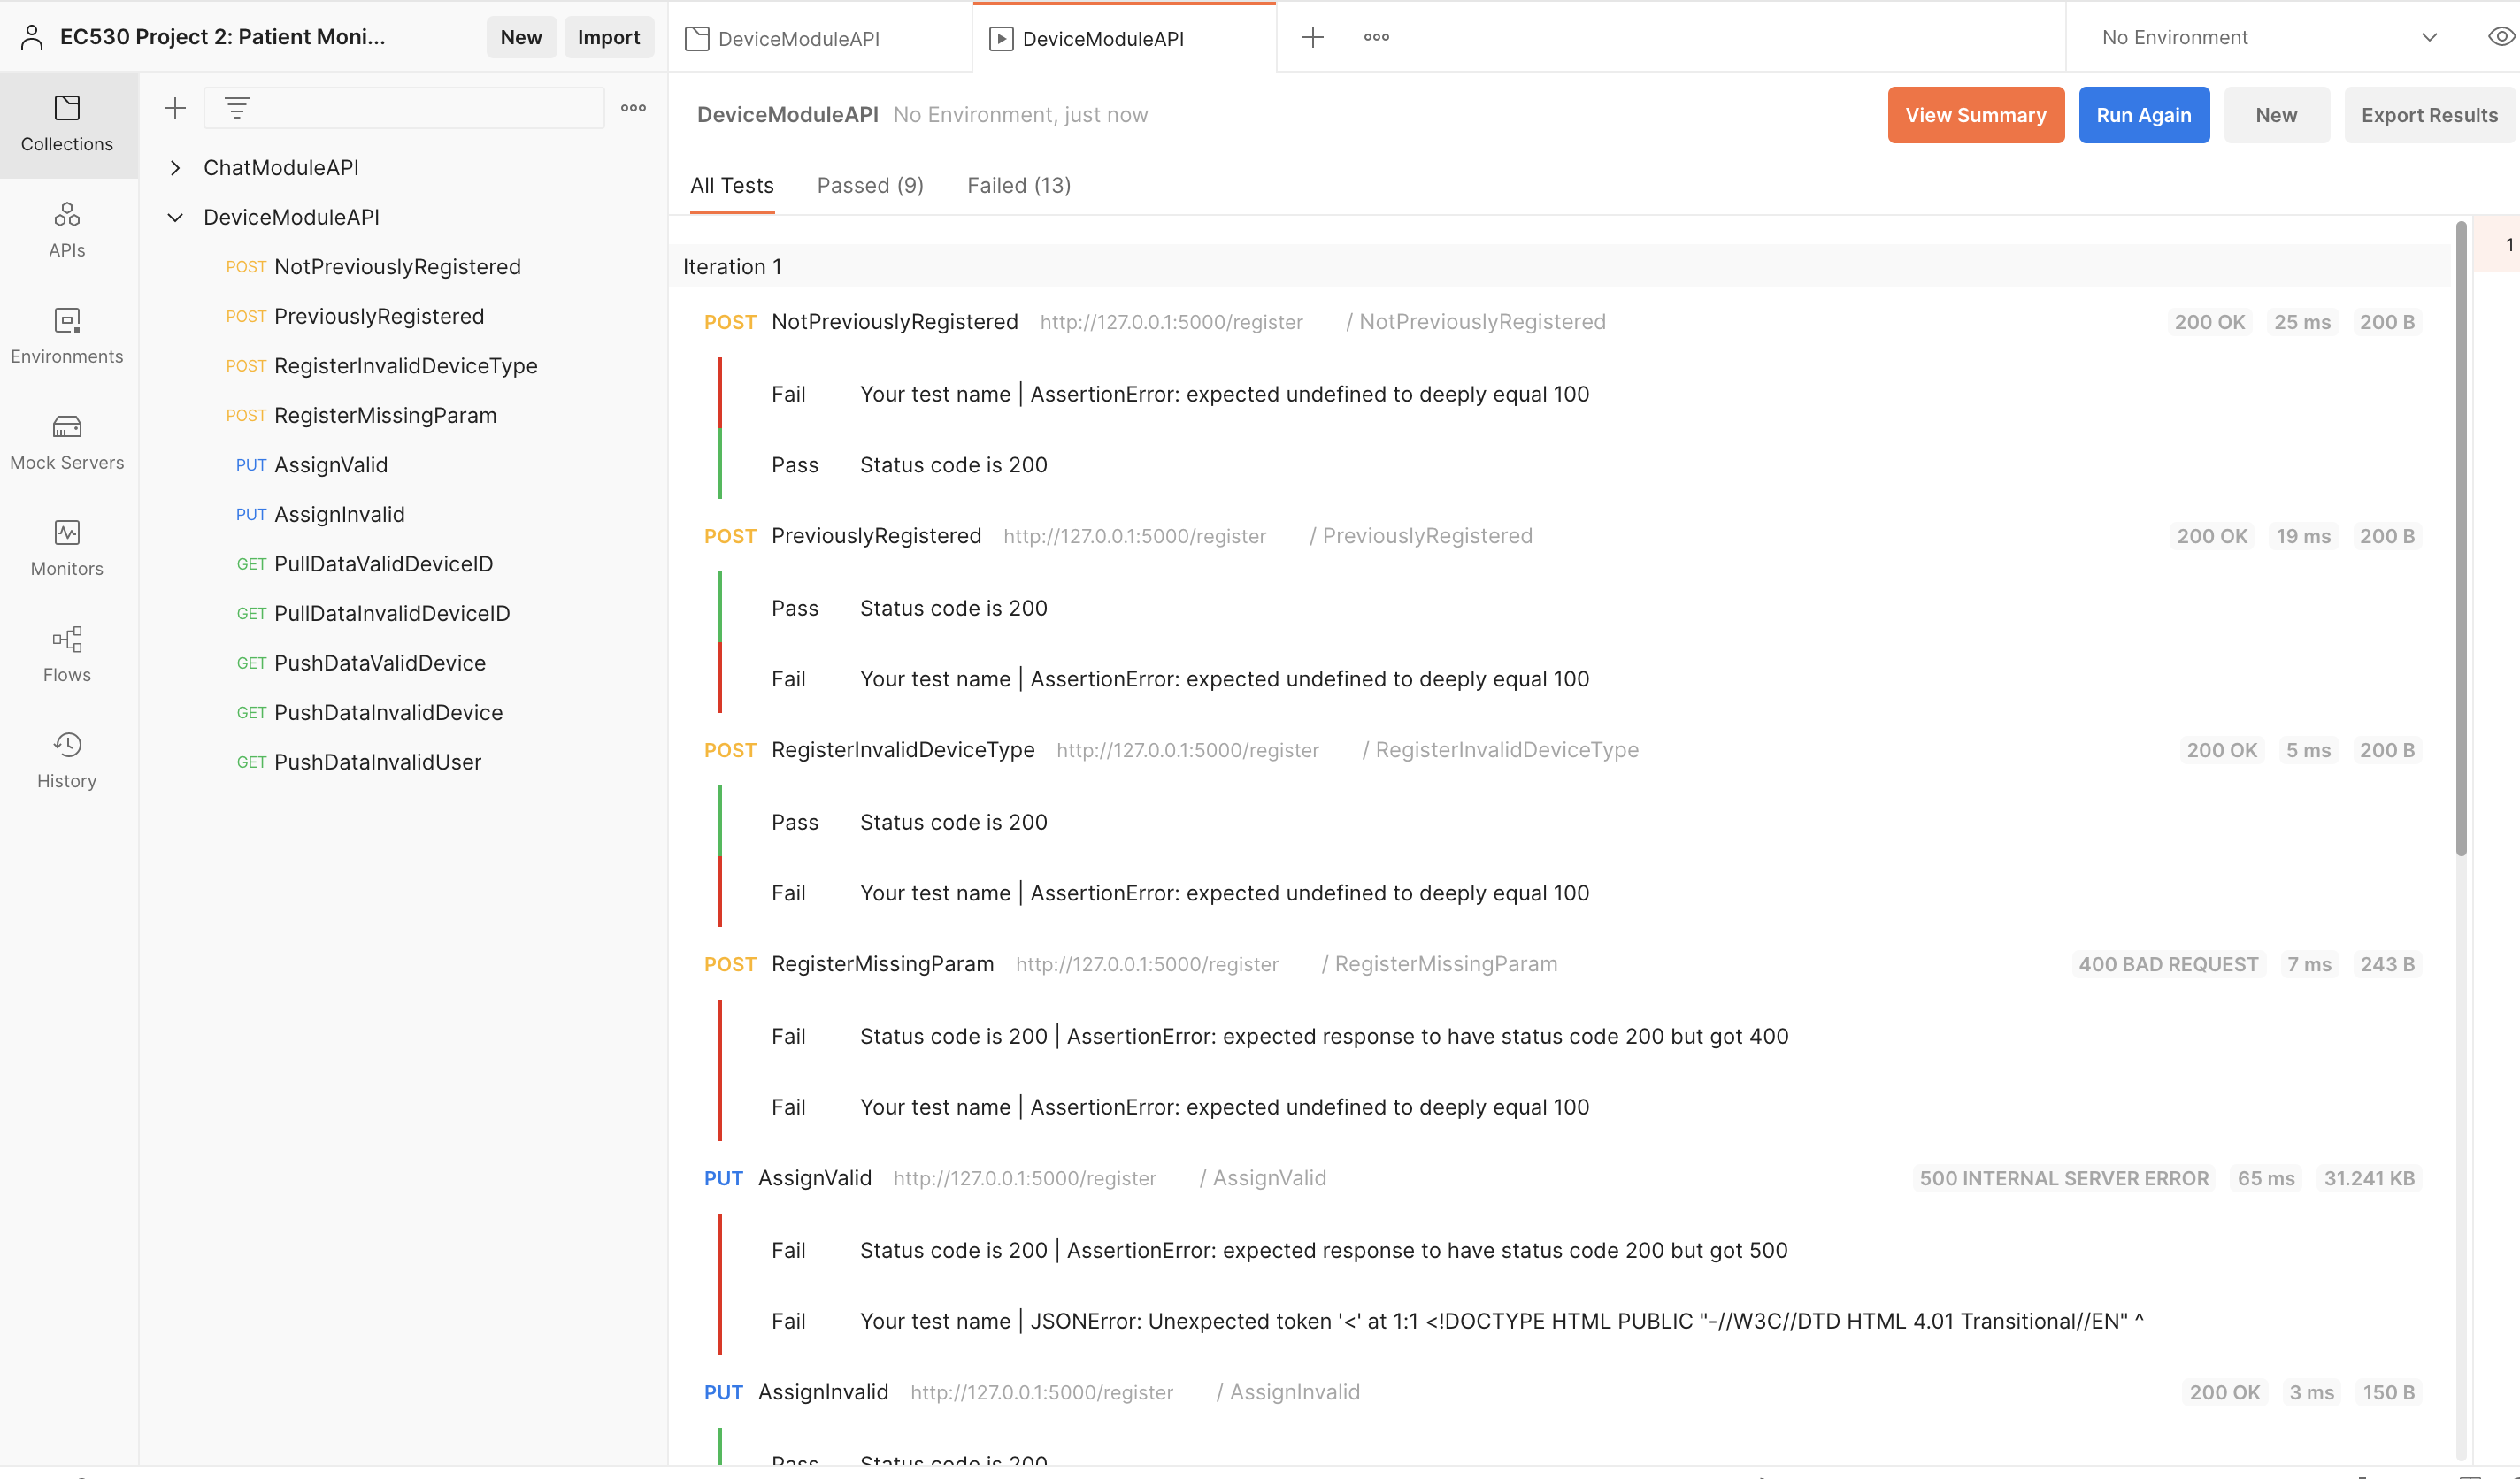 EC530 Project 2: Patient Moni...
New
Import
DeviceModuleAPI
DeviceModuleAPI
No Environment
Collections
APIs
Environments
Mock Servers
Monitors
Flows
History
ChatModuleAPI
DeviceModuleAPI
POST NotPreviouslyRegistered
POST PreviouslyRegistered
POST RegisterInvalidDeviceType
POST RegisterMissingParam
PUT AssignValid
PUT AssignInvalid
GET PullDataValidDeviceID
GET PullDataInvalidDeviceID
GET PushDataValidDevice
GET PushDataInvalidDevice
GET PushDataInvalidUser
DeviceModuleAPI No Environment, just now
View Summary
Run Again
New
Export Results
All Tests
Passed (9)
Failed (13)
1
Iteration 1
POST NotPreviouslyRegistered http://127.0.0.1:5000/register / NotPreviouslyRegistered 200 OK 25 ms 200 B
Fail Your test name | AssertionError: expected undefined to deeply equal 100
Pass Status code is 200
POST PreviouslyRegistered http://127.0.0.1:5000/register / PreviouslyRegistered 200 OK 19 ms 200 B
Pass Status code is 200
Fail Your test name | AssertionError: expected undefined to deeply equal 100
POST RegisterInvalidDeviceType http://127.0.0.1:5000/register / RegisterInvalidDeviceType 200 OK 5 ms 200 B
Pass Status code is 200
Fail Your test name | AssertionError: expected undefined to deeply equal 100
POST RegisterMissingParam http://127.0.0.1:5000/register / RegisterMissingParam 400 BAD REQUEST 7 ms 243 B
Fail Status code is 200 | AssertionError: expected response to have status code 200 but got 400
Fail Your test name | AssertionError: expected undefined to deeply equal 100
PUT AssignValid http://127.0.0.1:5000/register / AssignValid 500 INTERNAL SERVER ERROR 65 ms 31.241 KB
Fail Status code is 200 | AssertionError: expected response to have status code 200 but got 500
Fail Your test name | JSONError: Unexpected token '<' at 1:1 <!DOCTYPE HTML PUBLIC "-//W3C//DTD HTML 4.01 Transitional//EN" ^
PUT AssignInvalid http://127.0.0.1:5000/register / AssignInvalid 200 OK 3 ms 150 B
Pass Status code is 200